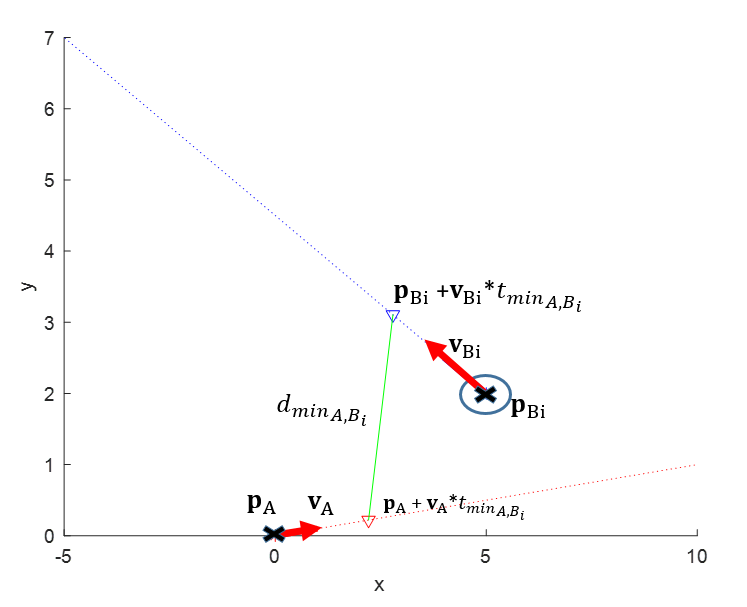 7
6
5
4
3
2
1
0
y
p_Bi + v_Bi * t_min_A,B_i
v_Bi
p_Bi
d_min_A,B_i
p_A
v_A
p_A + v_A * t_min_A,B_i
-5 0 5 10
x